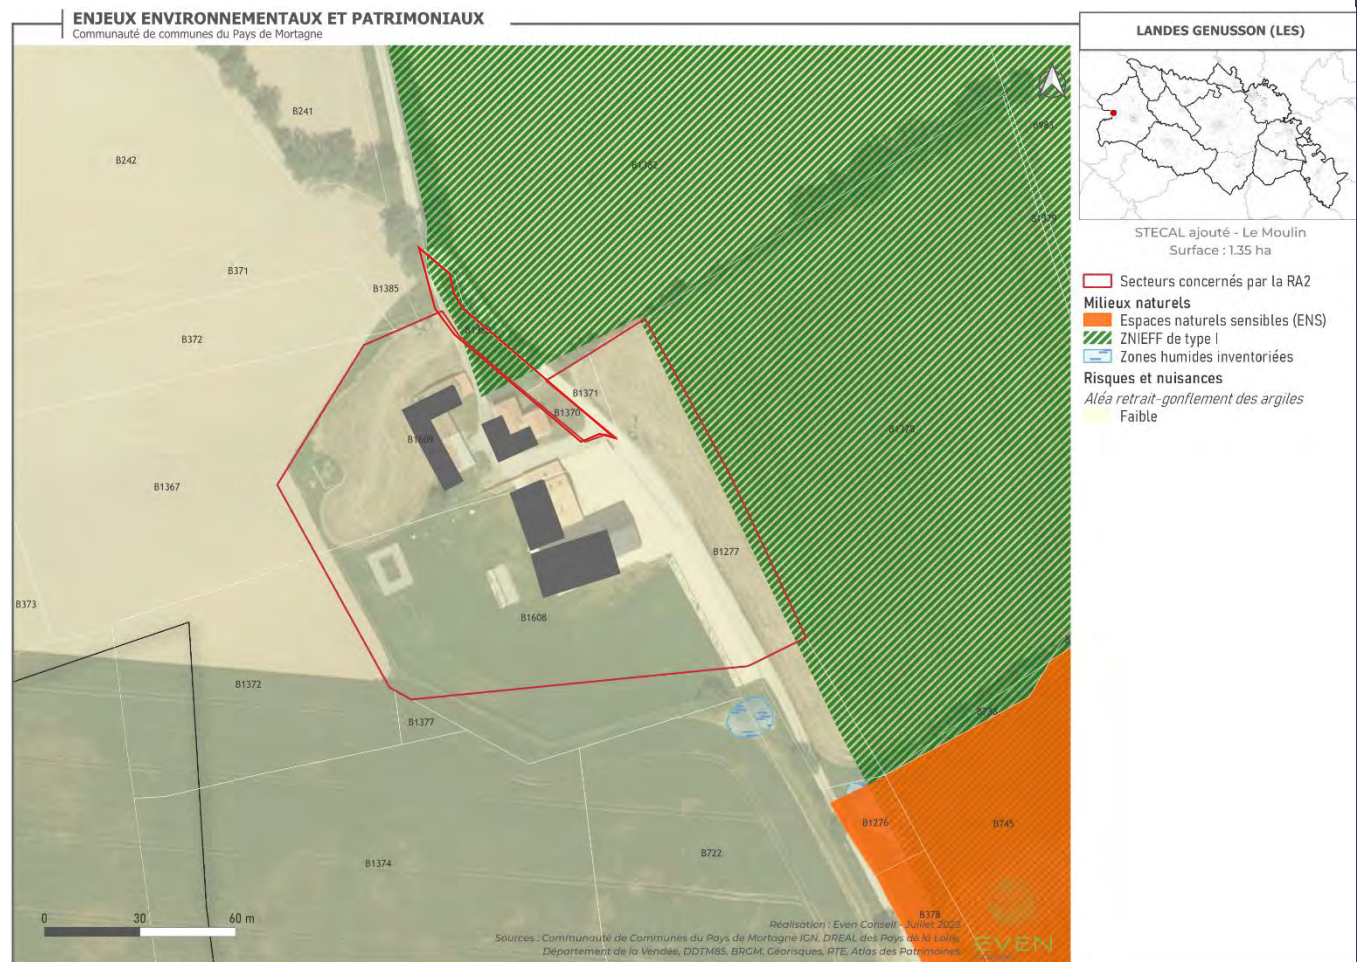 ENJEUX ENVIRONNEMENTAUX ET PATRIMONIAUX
Communauté de communes du Pays de Mortagne
LANDES GENUSSON (LES)
STECAL ajouté - Le Moulin
Surface : 1.35 ha
Secteurs concernés par la RA2
Milieux naturels
Espaces naturels sensibles (ENS)
ZNIEFF de type I
Zones humides inventoriées
Risques et nuisances
Aléa retrait-gonflement des argiles
Faible
B241
B242
B1382
B371
B1385
B372
B1371
B1370
B1609
B1375
B1367
B1277
B373
B1608
B1372
B1377
B1276
B745
B722
B1374
B378
0 30 60 m
Réalisation : Even Conseil - Juillet 2023
Sources : Communauté de Communes du Pays de Mortagne IGN, DREAL des Pays de la Loire,
Département de la Vendée, DDTM85, BRGM, Géorisques, RTE, Atlas des Patrimoines
EVEN